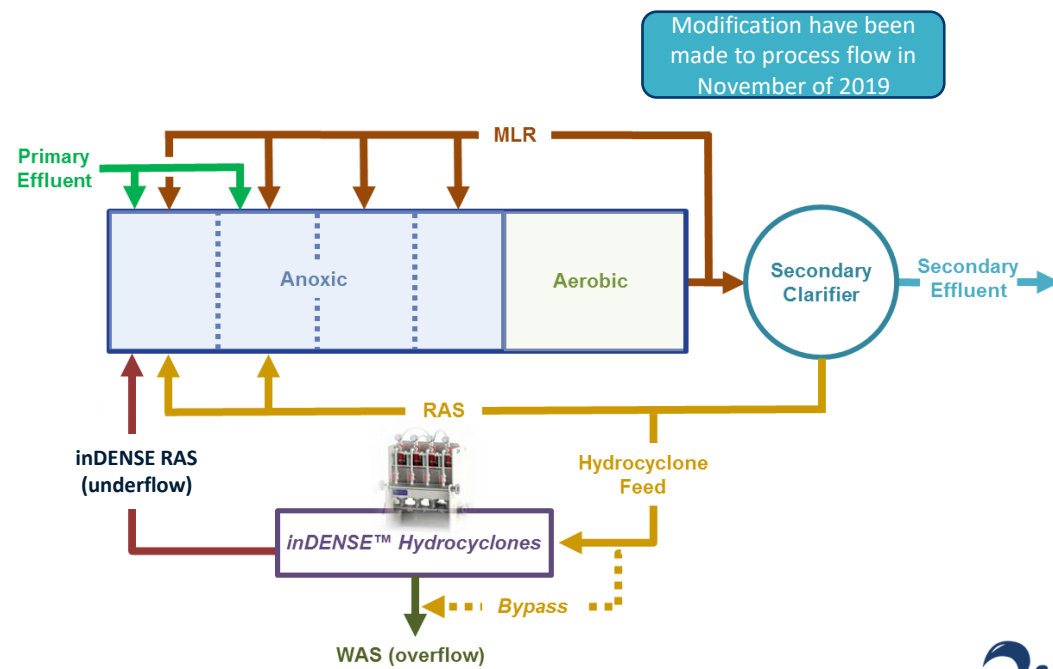 Modification have been
made to process flow in
November of 2019
MLR
Primary
Effluent
Anoxic
Aerobic
Secondary
Clarifier
Secondary
Effluent
RAS
inDENSE RAS
(underflow)
Hydrocyclone
Feed
inDENSE™ Hydrocyclones
Bypass
WAS (overflow)